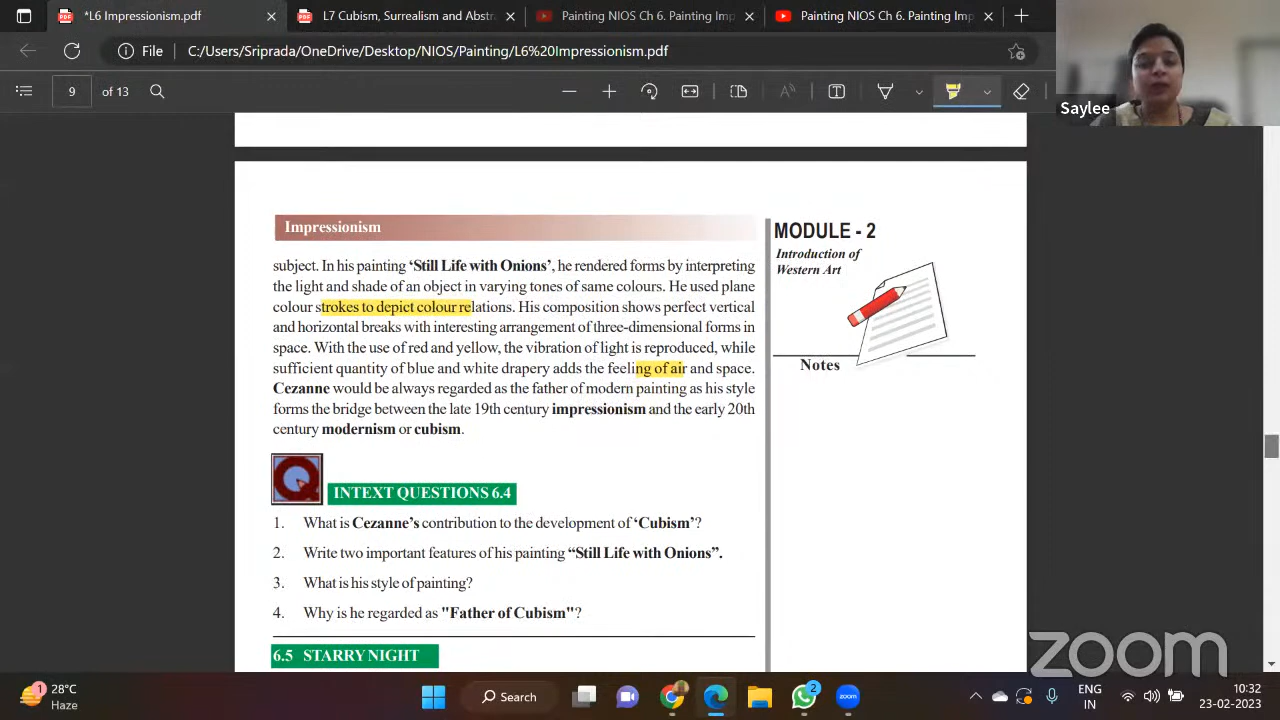 *L6 Impressionism.pdf
L7 Cubism, Surrealism and Abst
Painting NIOS Ch 6. Painting Imp
Painting NIOS Ch 6. Painting Imp
File
C:/Users/Sriprada/OneDrive/Desktop/NIOS/Painting/L6%20Impressionism.pdf
9 of 13
Saylee
Impressionism
subject. In his painting ‘Still Life with Onions’, he rendered forms by interpreting
the light and shade of an object in varying tones of same colours. He used plane
colour strokes to depict colour relations. His composition shows perfect vertical
and horizontal breaks with interesting arrangement of three-dimensional forms in
space. With the use of red and yellow, the vibration of light is reproduced, while
sufficient quantity of blue and white drapery adds the feeling of air and space.
Cezanne would be always regarded as the father of modern painting as his style
forms the bridge between the late 19th century impressionism and the early 20th
century modernism or cubism.
MODULE - 2
Introduction of
Western Art
Notes
INTEXT QUESTIONS 6.4
1. What is Cezanne’s contribution to the development of ‘Cubism’?
2. Write two important features of his painting “Still Life with Onions”.
3. What is his style of painting?
4. Why is he regarded as "Father of Cubism"?
6.5 STARRY NIGHT
zoom
1
28°C
Haze
Search
2
zoom
ENG
IN
10:32
23-02-2023